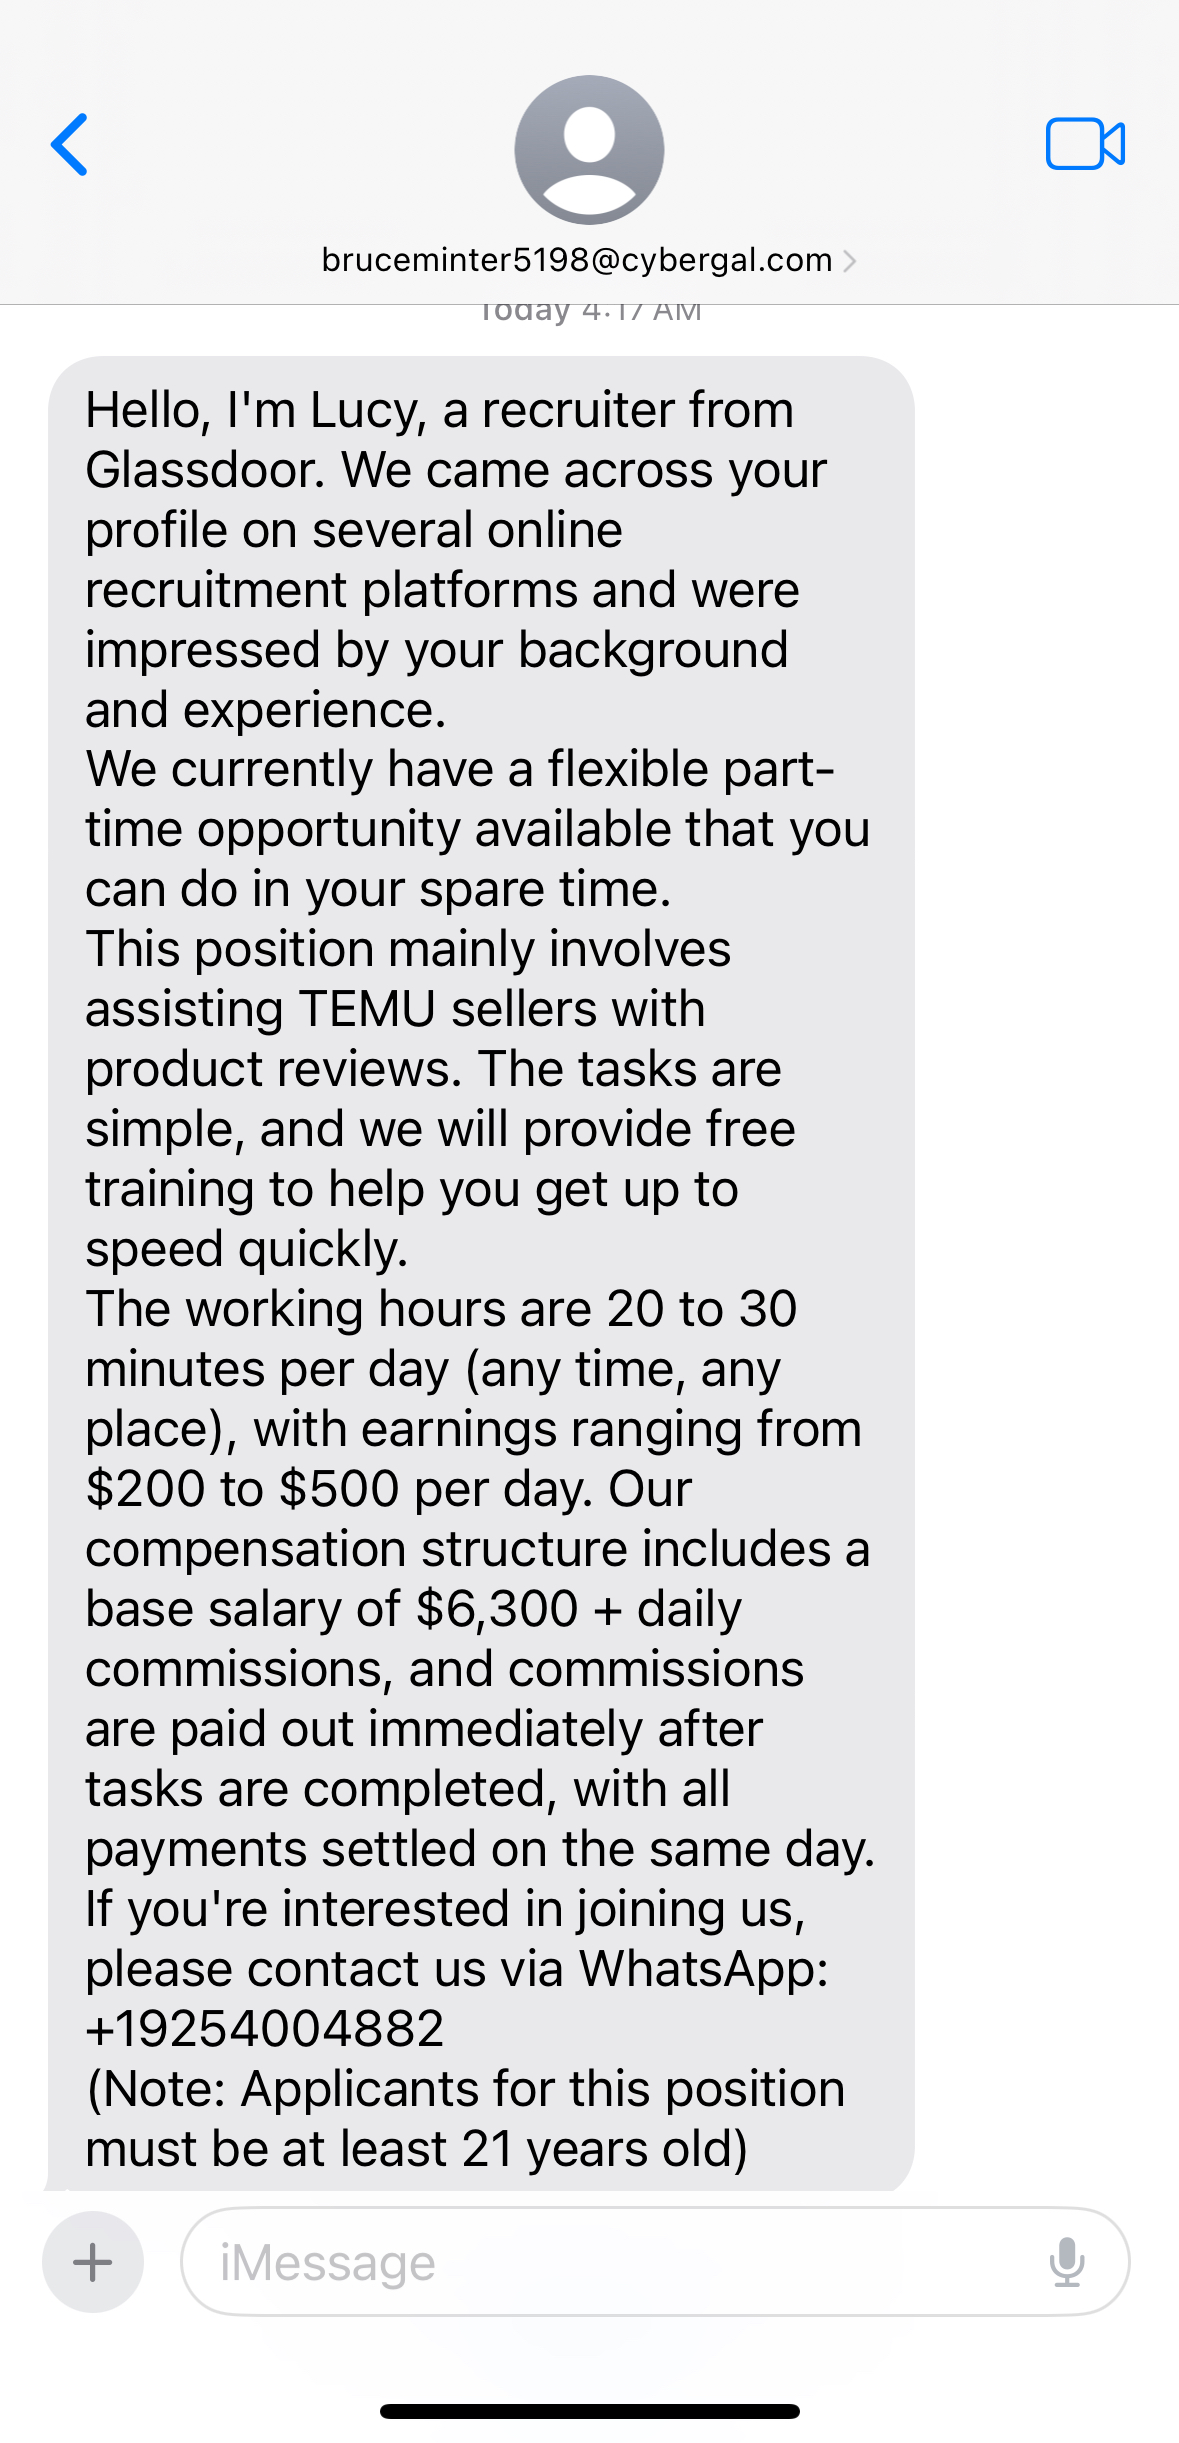 bruceminter5198@cybergal.com
Today 4:17 AM
Hello, I'm Lucy, a recruiter from
Glassdoor. We came across your
profile on several online
recruitment platforms and were
impressed by your background
and experience.
We currently have a flexible part-
time opportunity available that you
can do in your spare time.
This position mainly involves
assisting TEMU sellers with
product reviews. The tasks are
simple, and we will provide free
training to help you get up to
speed quickly.
The working hours are 20 to 30
minutes per day (any time, any
place), with earnings ranging from
$200 to $500 per day. Our
compensation structure includes a
base salary of $6,300 + daily
commissions, and commissions
are paid out immediately after
tasks are completed, with all
payments settled on the same day.
If you're interested in joining us,
please contact us via WhatsApp:
+19254004882
(Note: Applicants for this position
must be at least 21 years old)
iMessage